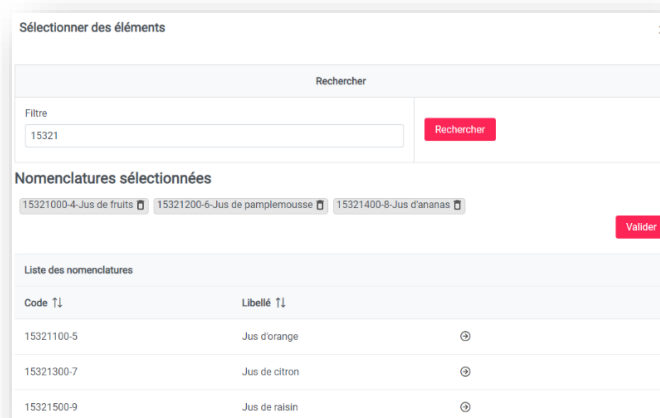 Sélectionner des éléments
Rechercher
Filtre
15321
Rechercher
Nomenclatures sélectionnées
15321000-4-Jus de fruits 15321200-6-Jus de pamplemousse 15321400-8-Jus d'ananas
Valider
Liste des nomenclatures
Code Libellé
15321100-5 Jus d'orange
15321300-7 Jus de citron
15321500-9 Jus de raisin